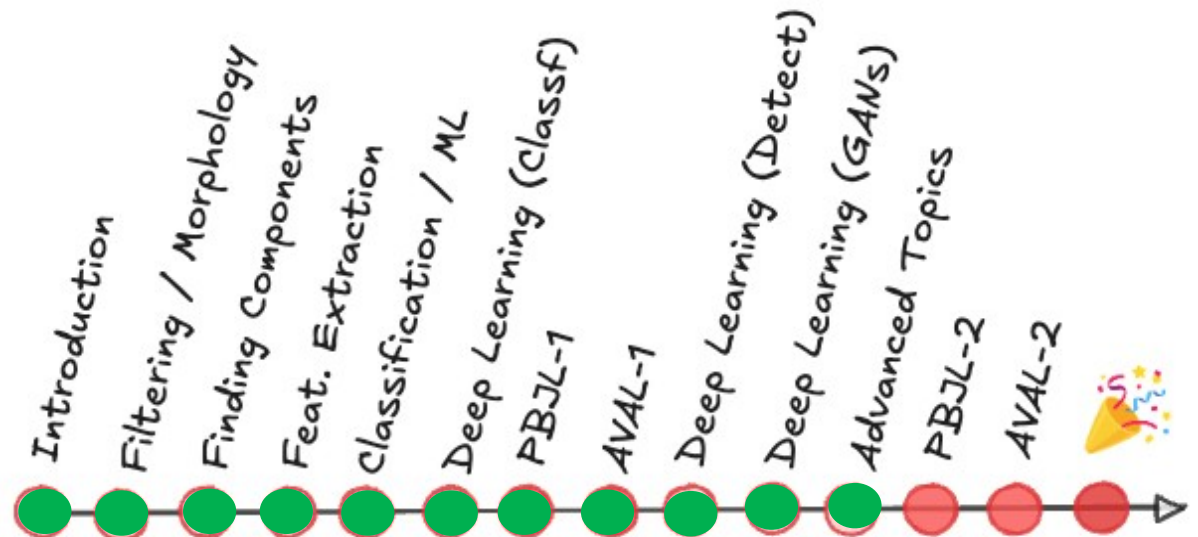 Introduction
Filtering / Morphology
Finding Components
Feat. Extraction
Classification / ML
Deep Learning (Classf)
PBJL-1
AVAL-1
Deep Learning (Detect)
Deep Learning (GANs)
Advanced Topics
PBJL-2
AVAL-2